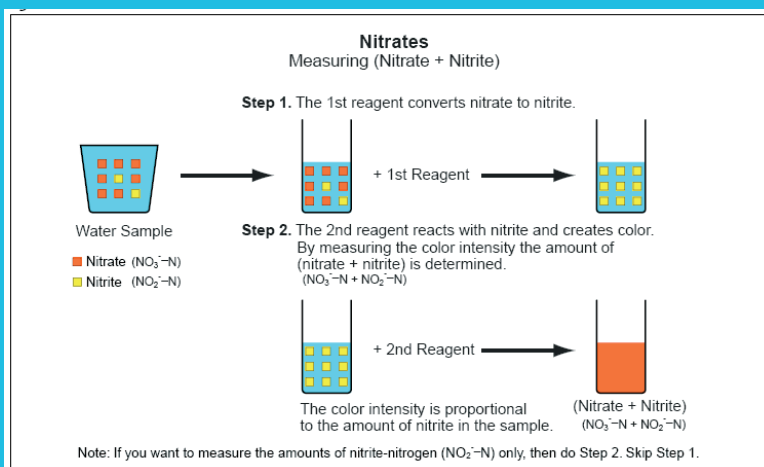 Nitrates
Measuring (Nitrate + Nitrite)
Step 1. The 1st reagent converts nitrate to nitrite.
+ 1st Reagent
Water Sample
Nitrate (NO₃⁻–N)
Nitrite (NO₂⁻–N)
Step 2. The 2nd reagent reacts with nitrite and creates color.
By measuring the color intensity the amount of
(nitrate + nitrite) is determined.
(NO₃⁻–N + NO₂⁻–N)
+ 2nd Reagent
The color intensity is proportional
to the amount of nitrite in the sample.
(Nitrate + Nitrite)
(NO₃⁻–N + NO₂⁻–N)
Note: If you want to measure the amounts of nitrite-nitrogen (NO₂⁻–N) only, then do Step 2. Skip Step 1.